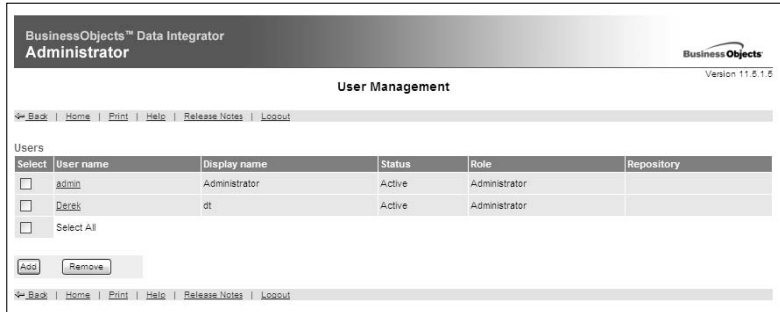 BusinessObjects™ Data Integrator
Administrator
Business Objects
Version 11.5.1.5
User Management
Back | Home | Print | Help | Release Notes | Logout
Users
Select User name Display name Status Role Repository
admin Administrator Active Administrator
Derek dt Active Administrator
Select All
Add Remove
Back | Home | Print | Help | Release Notes | Logout